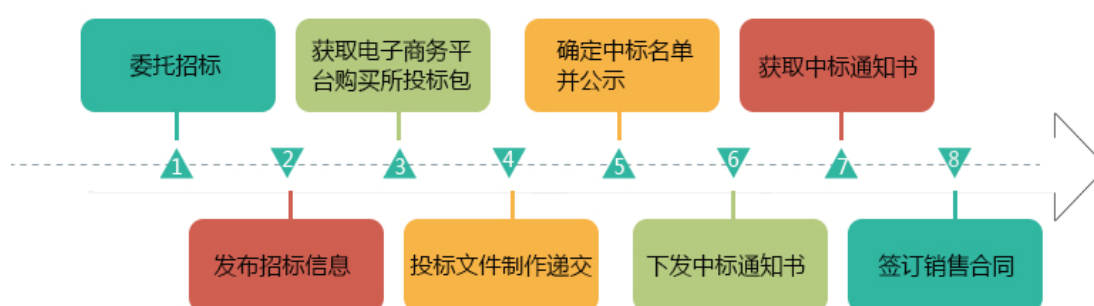 委托招标
获取电子商务平
台购买所投标包
确定中标名单
并公示
获取中标通知书
1
2
3
4
5
6
7
8
发布招标信息
投标文件制作递交
下发中标通知书
签订销售合同